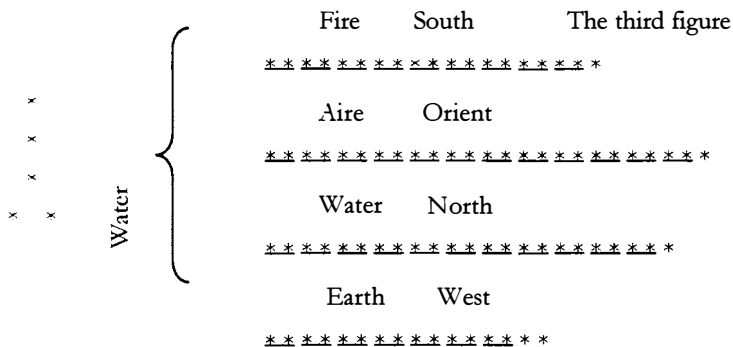 Fire South The third figure
* * * * * * * * * * * * * * * * * * *
Aire Orient
* * * * * * * * * * * * * * * * * * * * * * * * *
Water North
* * * * * * * * * * * * * * * * * * * * * * *
Earth West
* * * * * * * * * * * * * * * *
Water